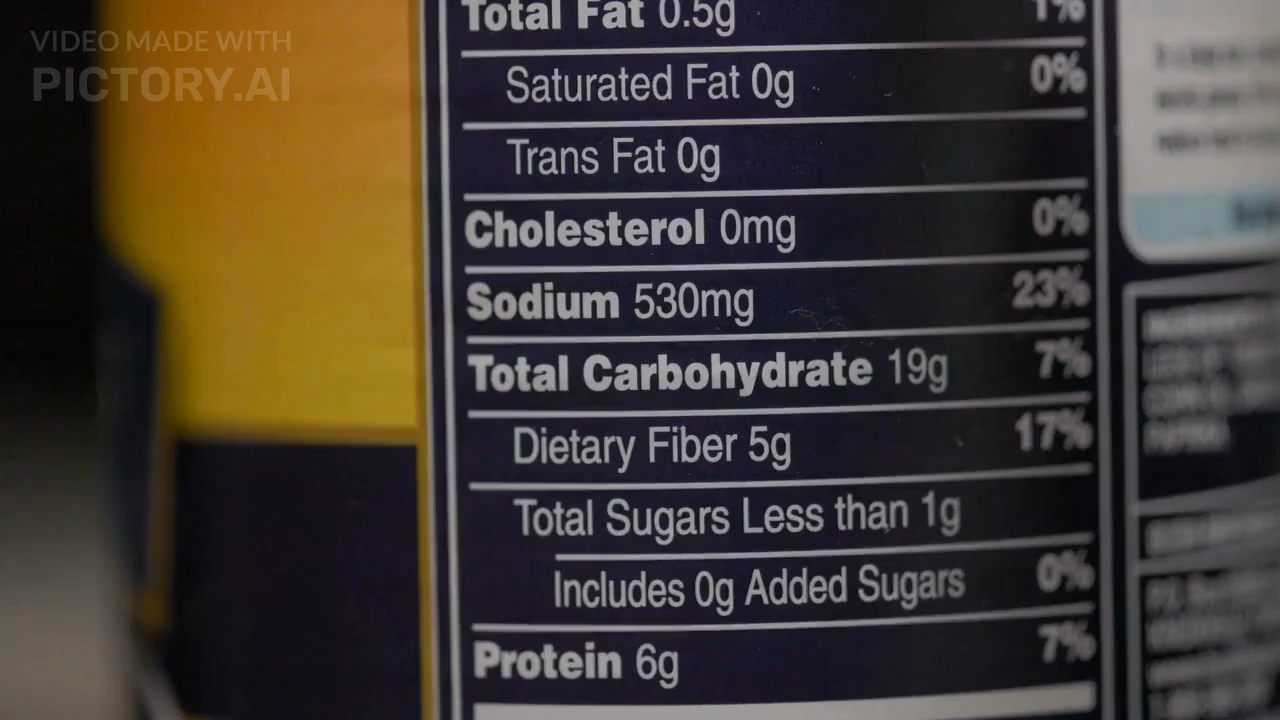 VIDEO MADE WITH
PICTORY.AI
Total Fat 0.5g 1%
Saturated Fat 0g 0%
Trans Fat 0g
Cholesterol 0mg 0%
Sodium 530mg 23%
Total Carbohydrate 19g 7%
Dietary Fiber 5g 17%
Total Sugars Less than 1g
Includes 0g Added Sugars 0%
Protein 6g 7%